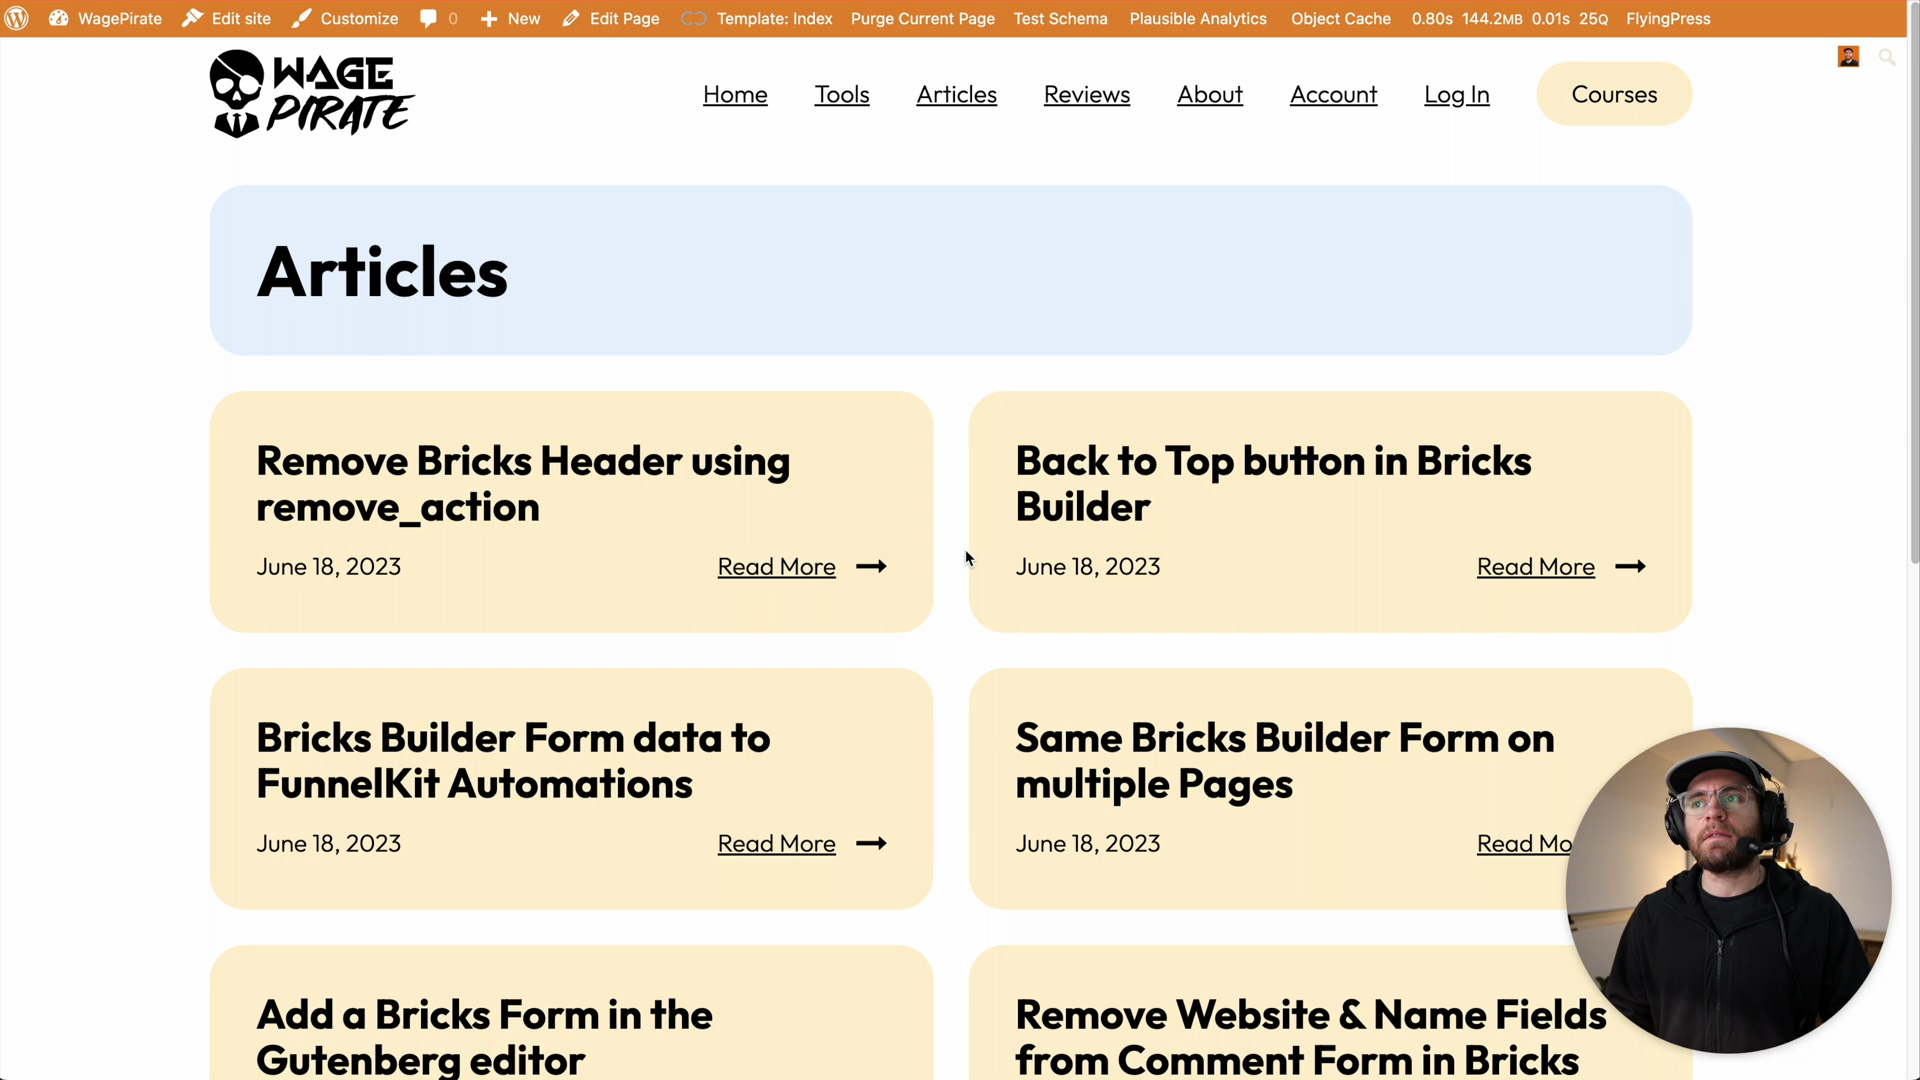 WagePirate Edit site Customize 0 New Edit Page Template: Index Purge Current Page Test Schema Plausible Analytics Object Cache 0.80s 144.2MB 0.01s 25Q FlyingPress
WAGE
PIRATE
Home Tools Articles Reviews About Account Log In Courses
Articles
Remove Bricks Header using
remove_action
June 18, 2023 Read More
Back to Top button in Bricks
Builder
June 18, 2023 Read More
Bricks Builder Form data to
FunnelKit Automations
June 18, 2023 Read More
Same Bricks Builder Form on
multiple Pages
June 18, 2023 Read Mo
Add a Bricks Form in the
Gutenberg editor
Remove Website & Name Fields
from Comment Form in Bricks